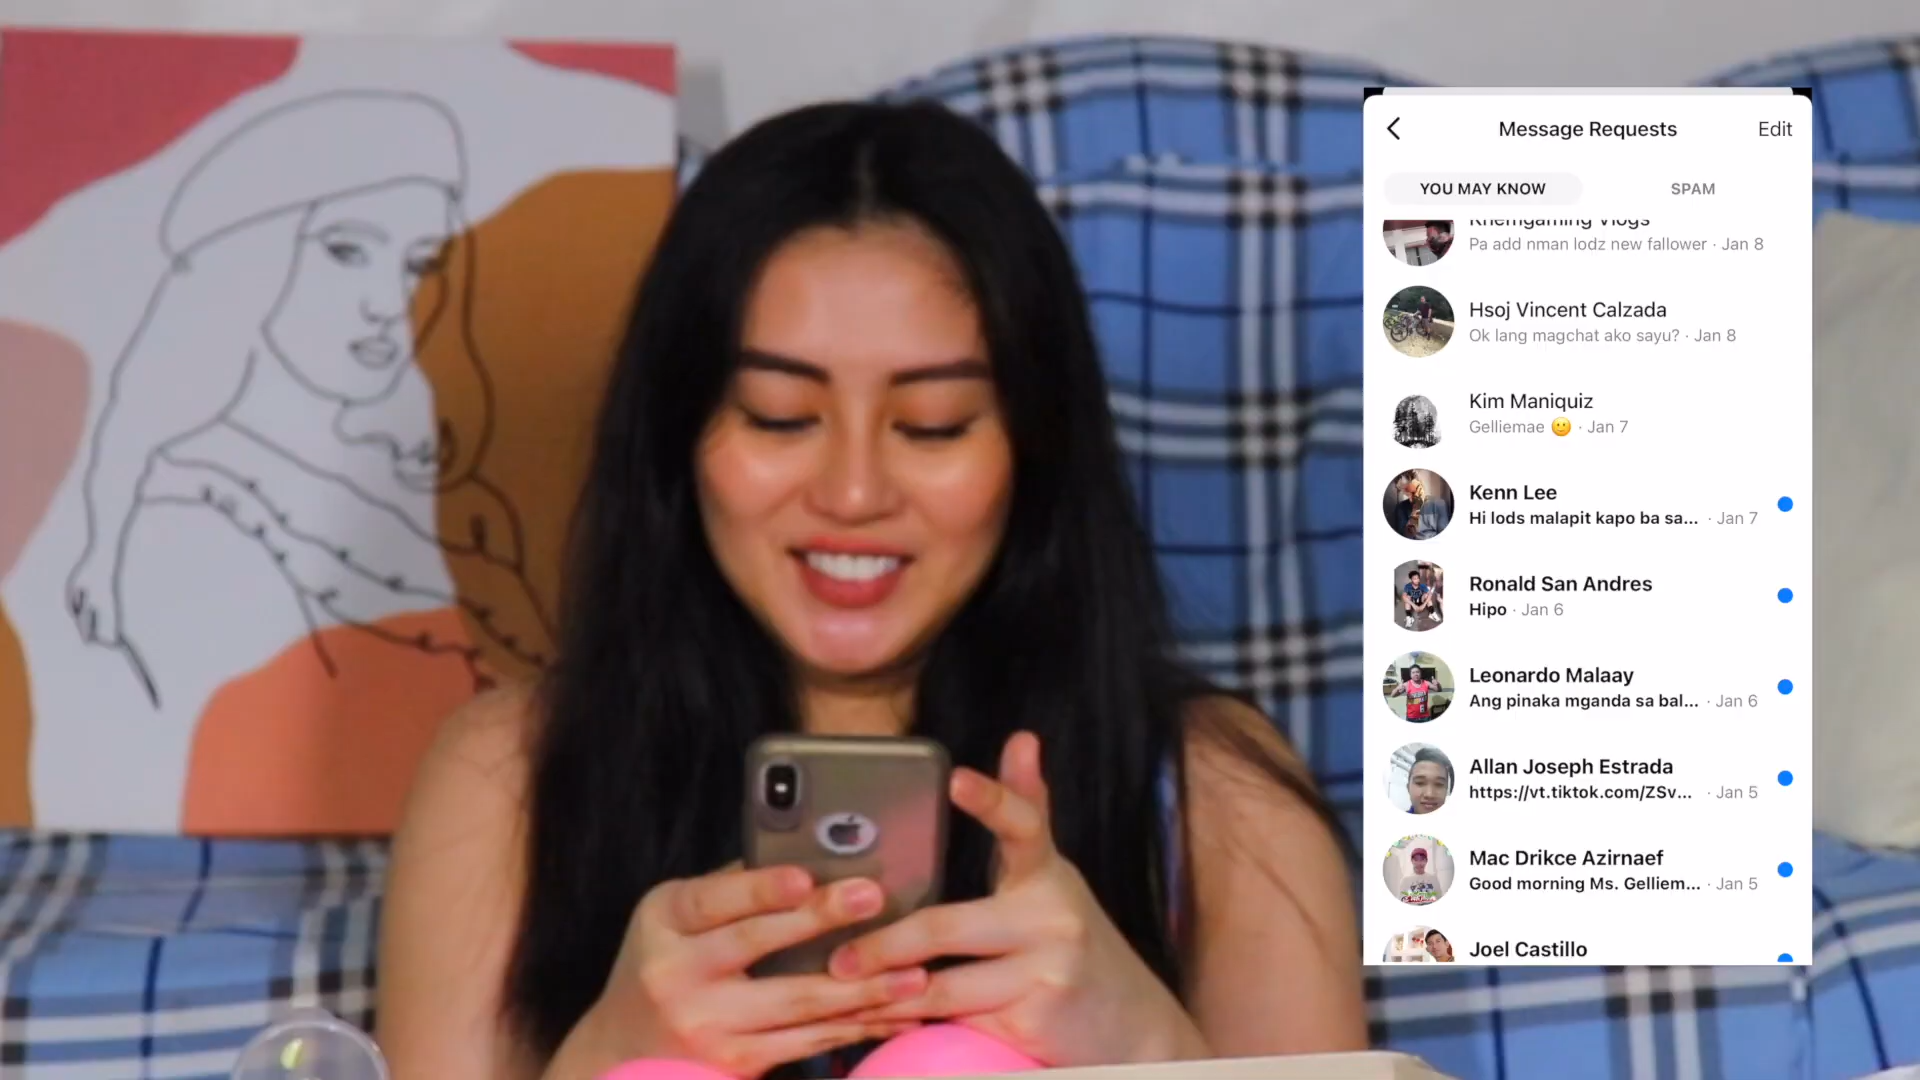 Message Requests
Edit
YOU MAY KNOW
SPAM
Khemgaming Vlogs
Pa add nman lodz new fallower · Jan 8
Hsoj Vincent Calzada
Ok lang magchat ako sayu? · Jan 8
Kim Maniquiz
Gelliemae 🙂 · Jan 7
Kenn Lee
Hi lods malapit kapo ba sa... · Jan 7
Ronald San Andres
Hipo · Jan 6
Leonardo Malaay
Ang pinaka mganda sa bal... · Jan 6
Allan Joseph Estrada
https://vt.tiktok.com/ZSv... · Jan 5
Mac Drikce Azirnaef
Good morning Ms. Gelliem... · Jan 5
Joel Castillo